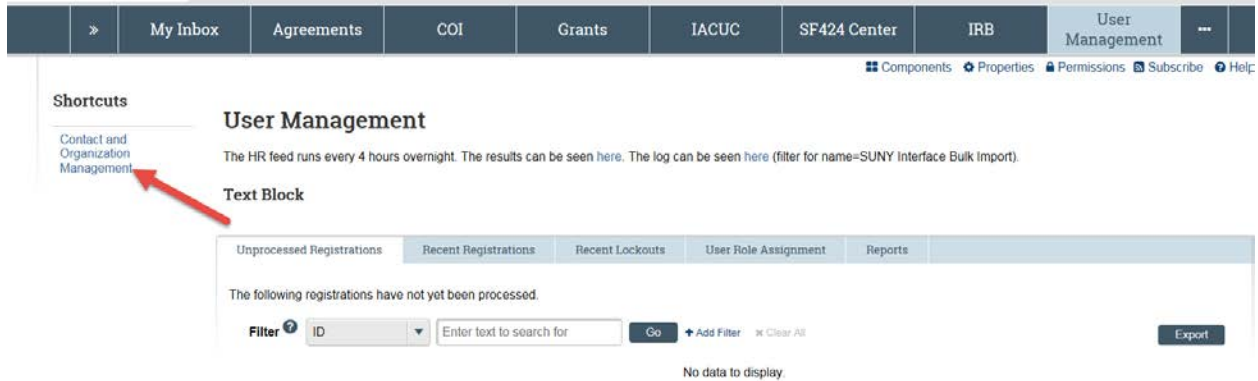 » My Inbox Agreements COI Grants IACUC SF424 Center IRB User Management ...
Components Properties Permissions Subscribe Help
Shortcuts
Contact and
Organization
Management
User Management
The HR feed runs every 4 hours overnight. The results can be seen here. The log can be seen here (filter for name=SUNY Interface Bulk Import).
Text Block
Unprocessed Registrations Recent Registrations Recent Lockouts User Role Assignment Reports
The following registrations have not yet been processed.
Filter ? ID Enter text to search for Go + Add Filter × Clear All Export
No data to display.